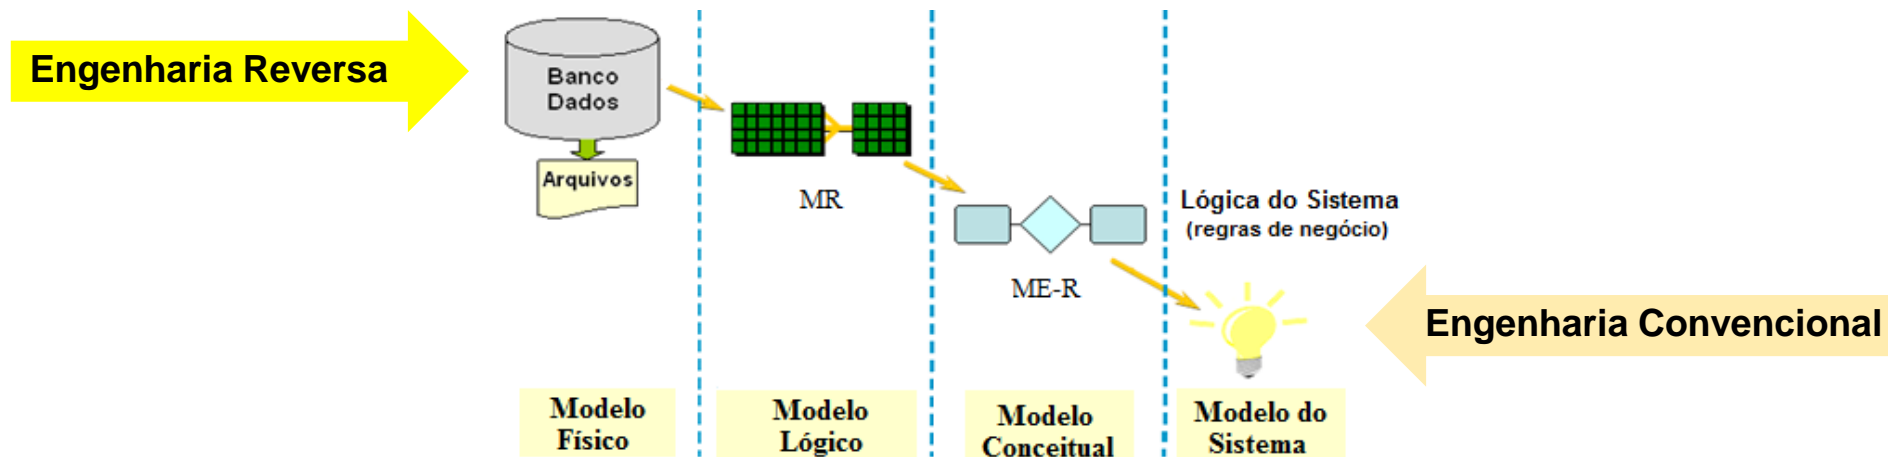 Engenharia Reversa
Banco
Dados
Arquivos
MR
ME-R
Lógica do Sistema
(regras de negócio)
Engenharia Convencional
Modelo
Físico
Modelo
Lógico
Modelo
Conceitual
Modelo do
Sistema